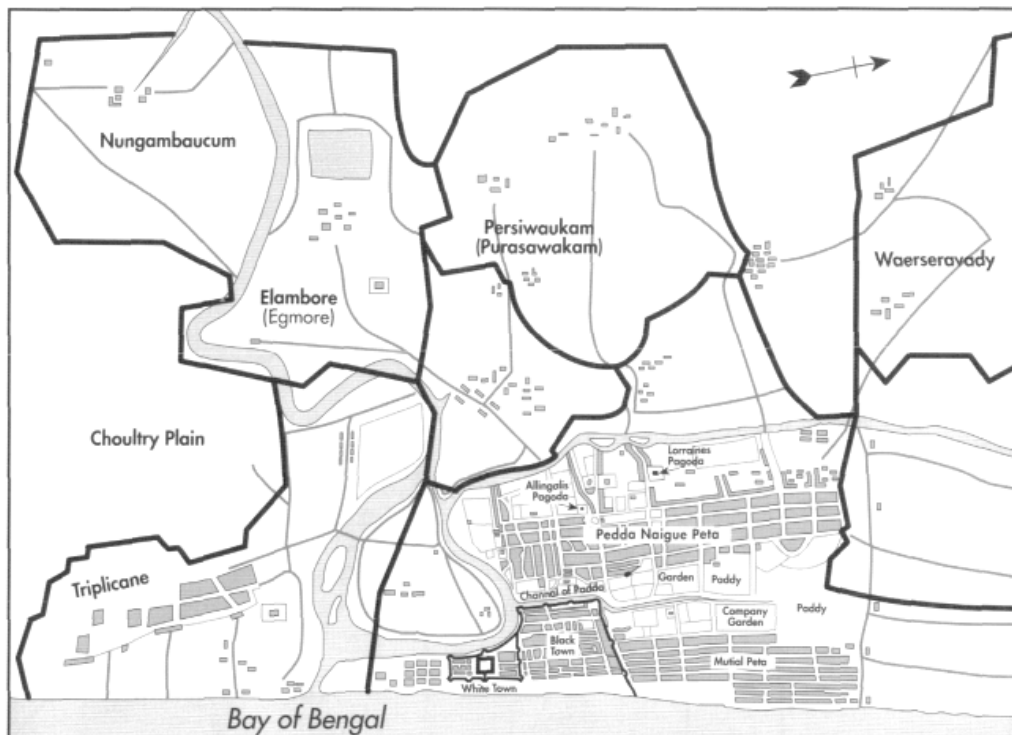 Nungambaucum
Persiwaukam
(Purasawakam)
Waerseravady
Elambore
(Egmore)
Choultry Plain
Lorraines
Pagoda
Allingalls
Pagoda
Pedda Naigue Peta
Triplicane
Channal of Padda
Garden
Paddy
Company
Garden
Paddy
Black
Town
Mutial Peta
White Town
Bay of Bengal